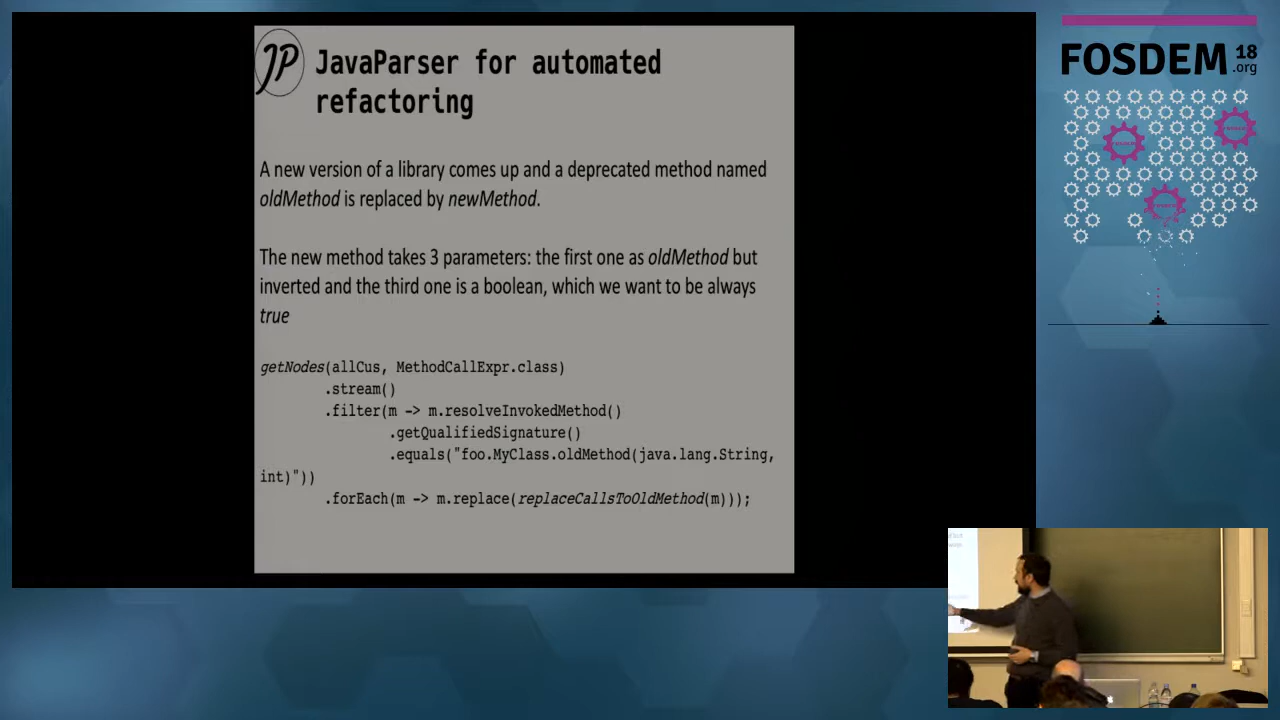 JP
JavaParser for automated
refactoring
A new version of a library comes up and a deprecated method named
oldMethod is replaced by newMethod.
The new method takes 3 parameters: the first one as oldMethod but
inverted and the third one is a boolean, which we want to be always
true
getNodes(allCus, MethodCallExpr.class)
.stream()
.filter(m -> m.resolveInvokedMethod()
.getQualifiedSignature()
.equals("foo.MyClass.oldMethod(java.lang.String,
int)"))
.forEach(m -> m.replace(replaceCallsToOldMethod(m)));
FOSDEM 18
.org